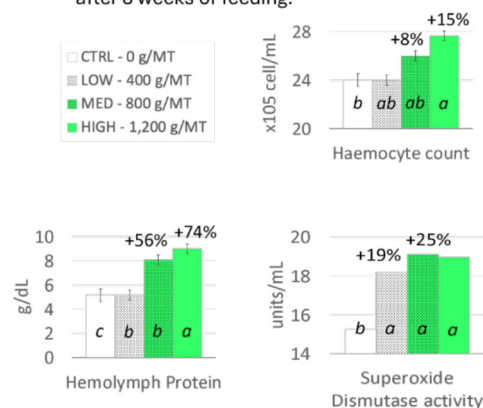 after 8 weeks of feeding.
CTRL - 0 g/MT
LOW - 400 g/MT
MED - 800 g/MT
HIGH - 1,200 g/MT
x105 cell/mL
28
24
20
+8%
+15%
b ab ab a
Haemocyte count
g/dL
10
8
6
4
2
0
+56%
+74%
c b b a
Hemolymph Protein
units/mL
20
18
16
14
+19%
+25%
b a a a
Superoxide
Dismutase activity